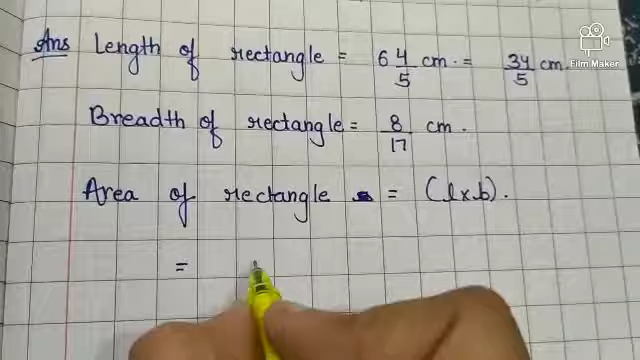 Ans Length of rectangle = 6 4/5 cm. = 34/5 cm.
Film Maker
Breadth of rectangle = 8/17 cm.
Area of rectangle = (l×b).
=